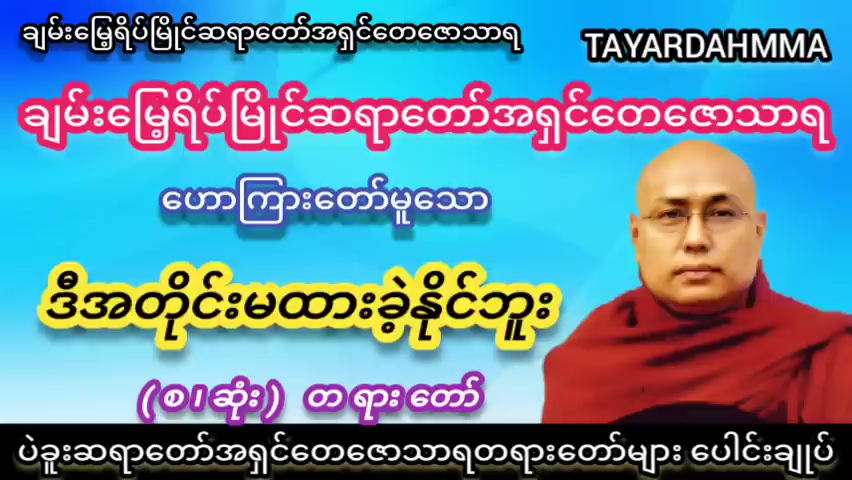 ချမ်းမြေ့ရိပ်မြိုင်ဆရာတော်အရှင်တေဇောသာရ
TAYARDAHMMA
ချမ်းမြေ့ရိပ်မြိုင်ဆရာတော်အရှင်တေဇောသာရ
ဟောကြားတော်မူသော
ဒီအတိုင်းမထားခဲ့နိုင်ဘူး
(စ/ဆုံး) တရားတော်
ပဲခူးဆရာတော်အရှင်တေဇောသာရတရားတော်များ ပေါင်းချုပ်